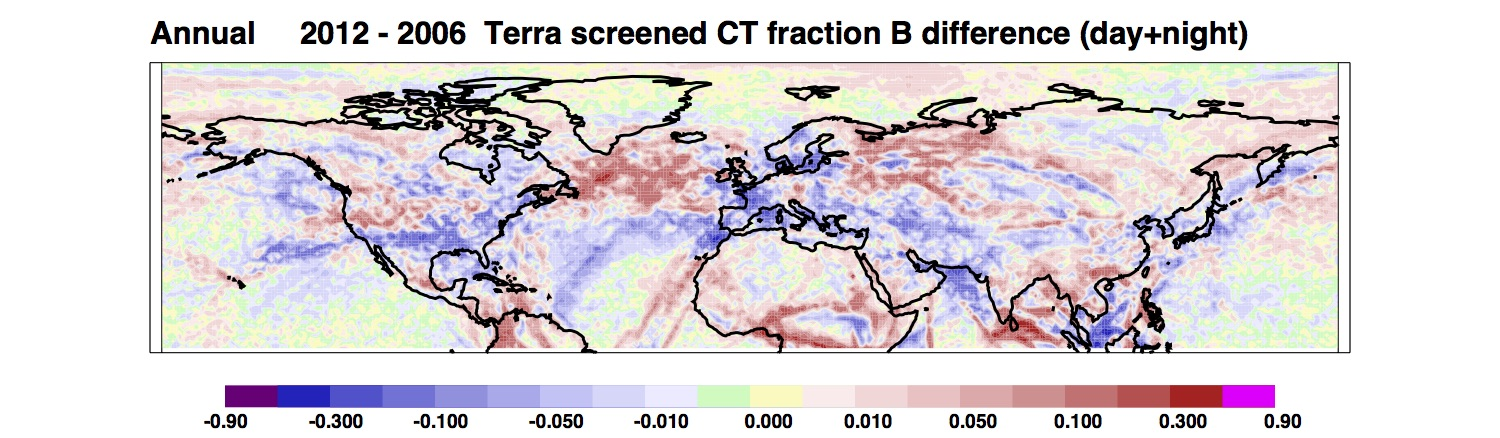 Annual 2012 - 2006 Terra screened CT fraction B difference (day+night)
-0.90 -0.300 -0.100 -0.050 -0.010 0.000 0.010 0.050 0.100 0.300 0.90